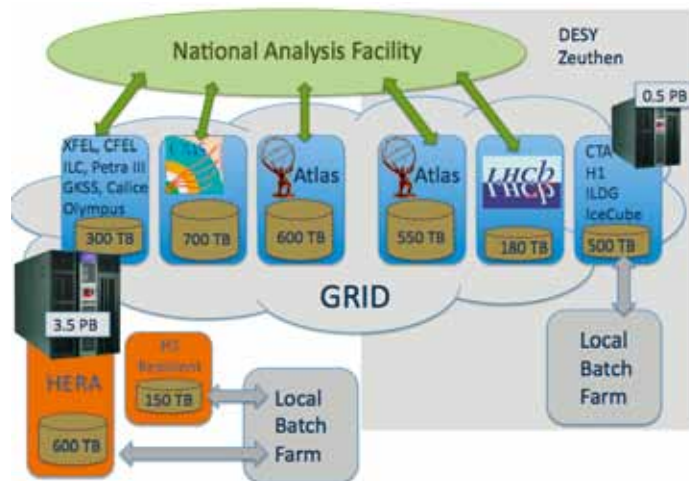 National Analysis Facility
DESY
Zeuthen
0.5 PB
XFEL, CFEL
ILC, Petra III
GKSS, Calice
Olympus
300 TB
700 TB
Atlas
600 TB
Atlas
550 TB
LHCb
180 TB
CTA
H1
ILDG
IceCube
500 TB
GRID
3.5 PB
HERA
600 TB
150 TB
Local
Batch
Farm
Local
Batch
Farm